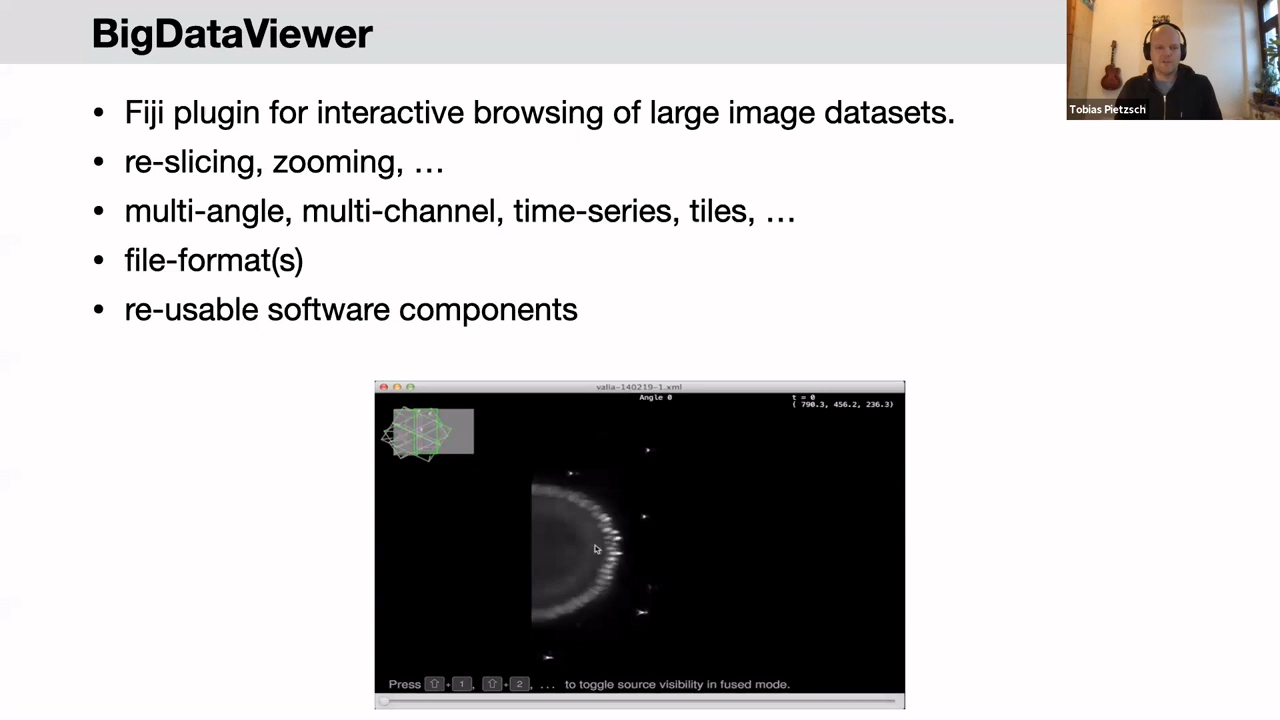 BigDataViewer
Tobias Pietzsch
• Fiji plugin for interactive browsing of large image datasets.
• re-slicing, zooming, …
• multi-angle, multi-channel, time-series, tiles, …
• file-format(s)
• re-usable software components
valia-140219-1.xml
Angle 0
t = 0
( 790.3, 456.2, 236.3)
Press ⇧ + 1, ⇧ + 2, ... to toggle source visibility in fused mode.